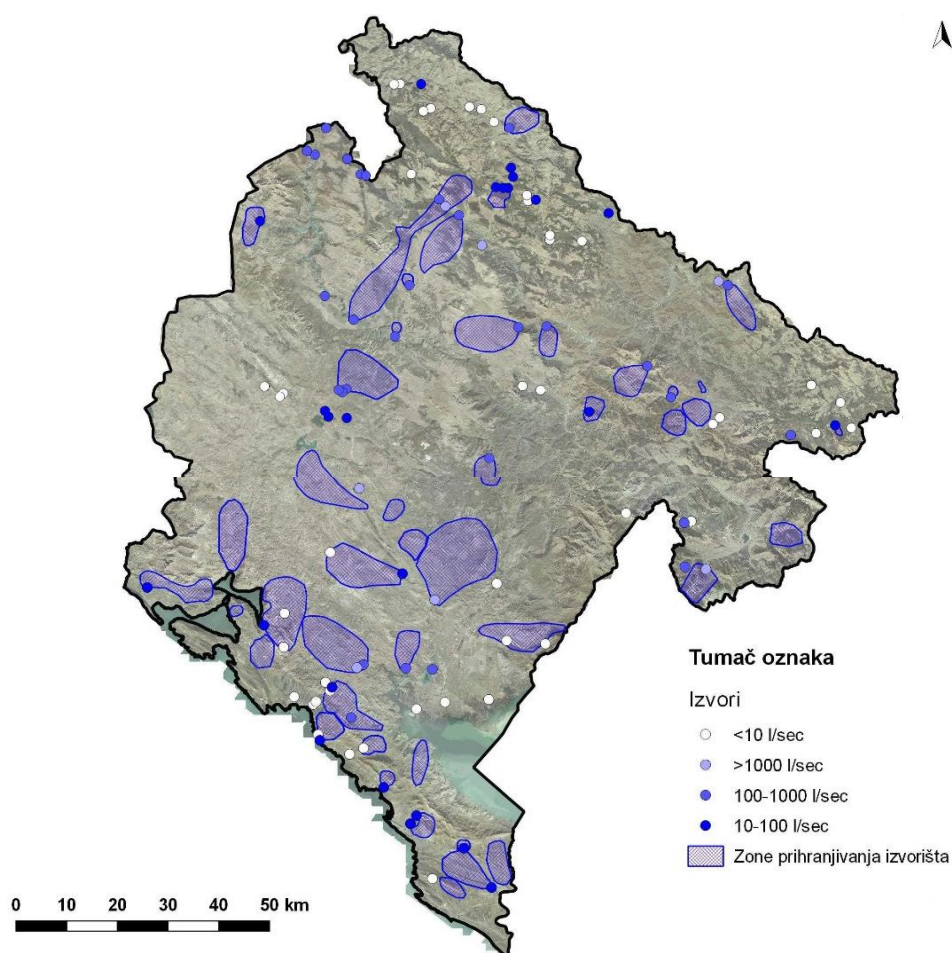 Tumač oznaka
Izvori
<10 l/sec
>1000 l/sec
100-1000 l/sec
10-100 l/sec
Zone prihranjivanja izvorišta
0 10 20 30 40 50 km